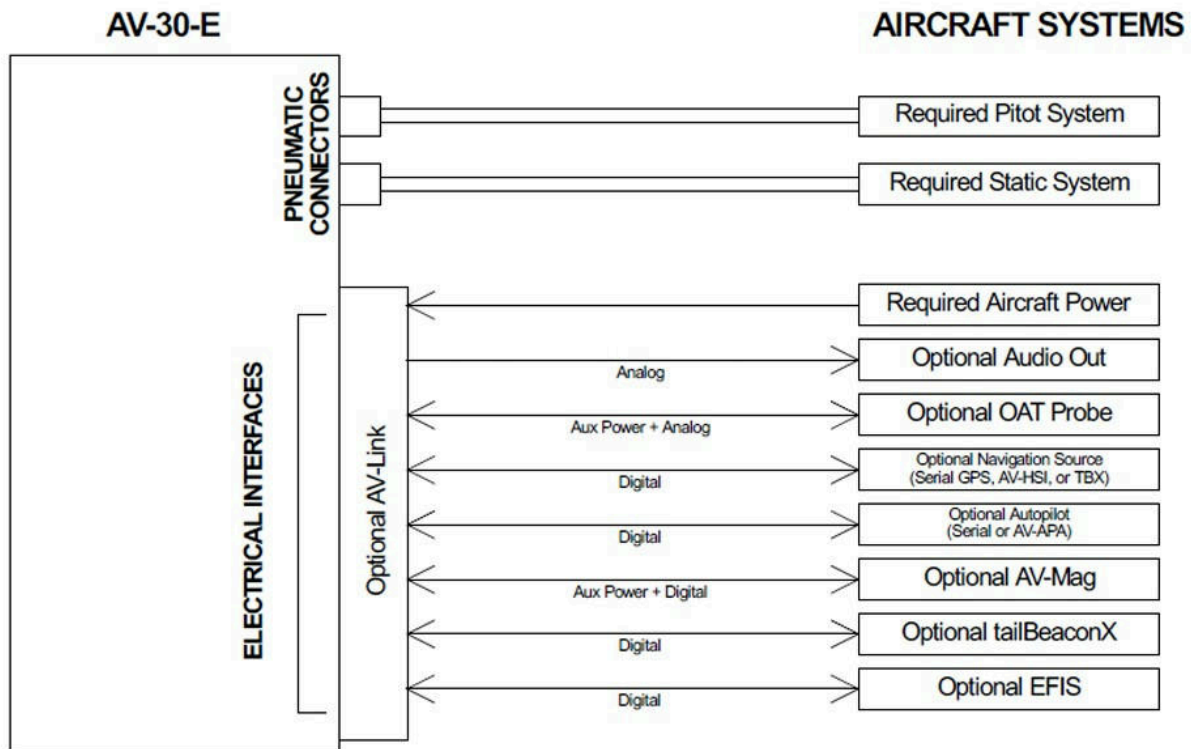 AV-30-E
AIRCRAFT SYSTEMS
PNEUMATIC
CONNECTORS
Required Pitot System
Required Static System
ELECTRICAL INTERFACES
Optional AV-Link
Required Aircraft Power
Analog
Optional Audio Out
Aux Power + Analog
Optional OAT Probe
Digital
Optional Navigation Source
(Serial GPS, AV-HSI, or TBX)
Digital
Optional Autopilot
(Serial or AV-APA)
Aux Power + Digital
Optional AV-Mag
Digital
Optional tailBeaconX
Digital
Optional EFIS